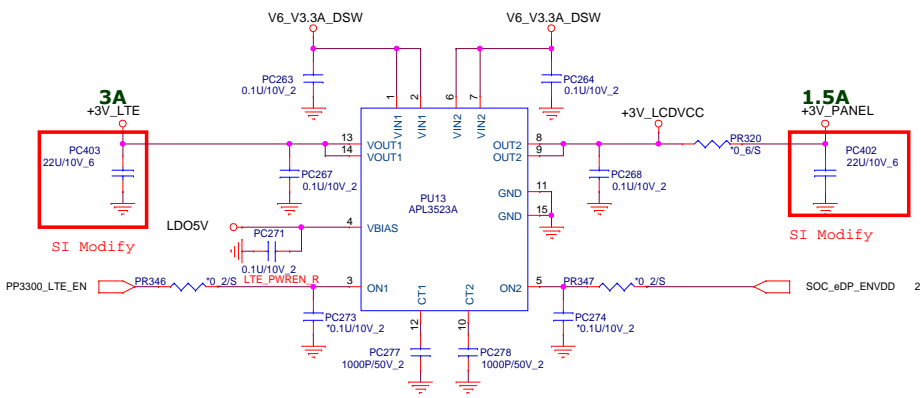 V6_V3.3A_DSW
V6_V3.3A_DSW
PC263
0.1U/10V_2
PC264
0.1U/10V_2
3A
+3V_LTE
1.5A
+3V_PANEL
+3V_LCDVCC
1
2
6
7
VIN1
VIN1
VIN2
VIN2
PC403
22U/10V_6
13
14
VOUT1
VOUT1
OUT2
OUT2
8
9
PR320
*0_6/S
PC402
22U/10V_6
PC267
0.1U/10V_2
PC268
0.1U/10V_2
PU13
APL3523A
GND
11
GND
15
SI Modify
SI Modify
LDO5V
4
VBIAS
PC271
0.1U/10V_2
LTE_PWREN_R
PP3300_LTE_EN
PR346
*0_2/S
3
ON1
ON2
5
PR347
*0_2/S
SOC_eDP_ENVDD
2
CT1
CT2
PC273
*0.1U/10V_2
PC274
*0.1U/10V_2
12
10
PC277
1000P/50V_2
PC278
1000P/50V_2